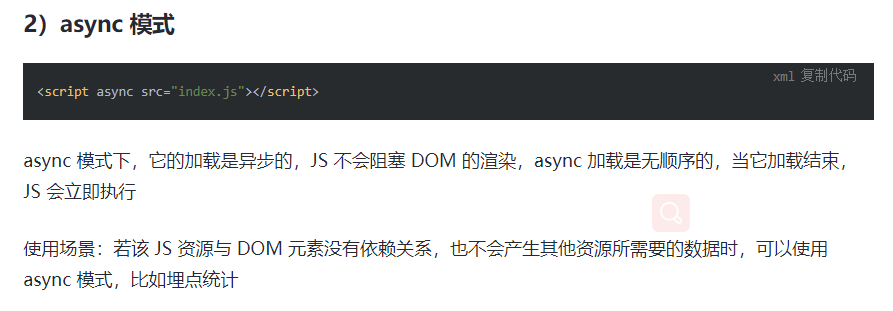 2）async 模式
xml 复制代码
<script async src="index.js"></script>
async 模式下，它的加载是异步的，JS 不会阻塞 DOM 的渲染，async 加载是无顺序的，当它加载结束，
JS 会立即执行
使用场景：若该 JS 资源与 DOM 元素没有依赖关系，也不会产生其他资源所需要的数据时，可以使用
async 模式，比如埋点统计